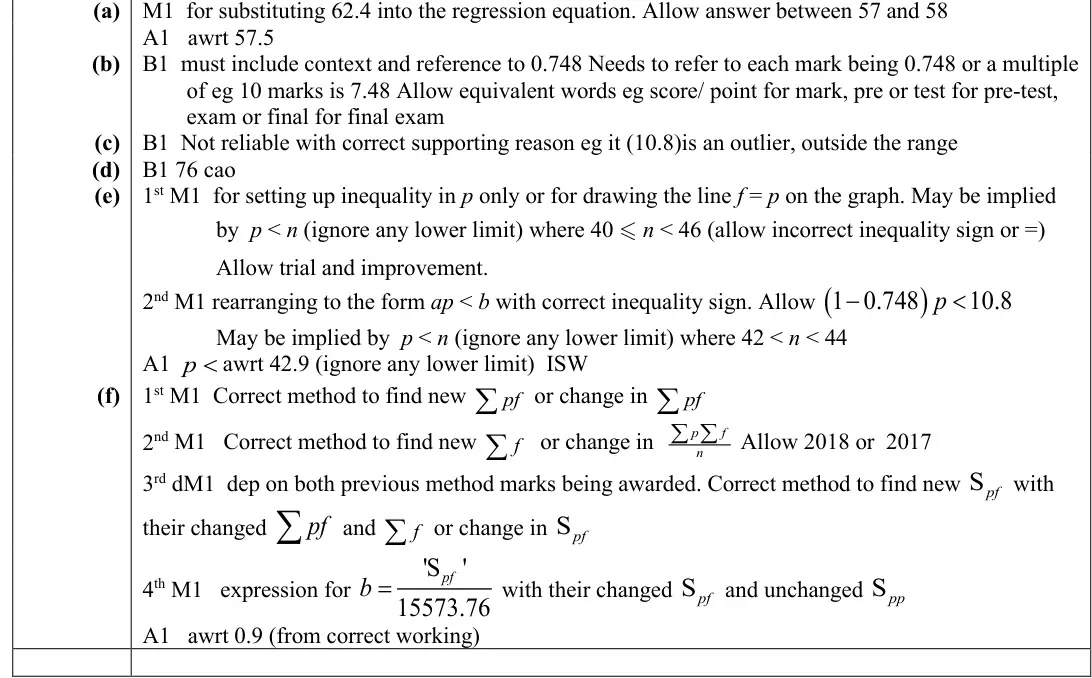 (a) M1 for substituting 62.4 into the regression equation. Allow answer between 57 and 58
A1 awrt 57.5
(b) B1 must include context and reference to 0.748 Needs to refer to each mark being 0.748 or a multiple
of eg 10 marks is 7.48 Allow equivalent words eg score/ point for mark, pre or test for pre-test,
exam or final for final exam
(c) B1 Not reliable with correct supporting reason eg it (10.8)is an outlier, outside the range
(d) B1 76 cao
(e) 1st M1 for setting up inequality in p only or for drawing the line f = p on the graph. May be implied
by p < n (ignore any lower limit) where 40 ⩽ n < 46 (allow incorrect inequality sign or =)
Allow trial and improvement.
2nd M1 rearranging to the form ap < b with correct inequality sign. Allow (1−0.748) p < 10.8
May be implied by p < n (ignore any lower limit) where 42 < n < 44
A1 p < awrt 42.9 (ignore any lower limit) ISW
(f) 1st M1 Correct method to find new ∑ pf or change in ∑ pf
2nd M1 Correct method to find new ∑ f or change in ∑p∑f/n Allow 2018 or 2017
3rd dM1 dep on both previous method marks being awarded. Correct method to find new Spf with
their changed ∑ pf and ∑ f or change in Spf
4th M1 expression for b = 'Spf'/15573.76 with their changed Spf and unchanged Spp
A1 awrt 0.9 (from correct working)